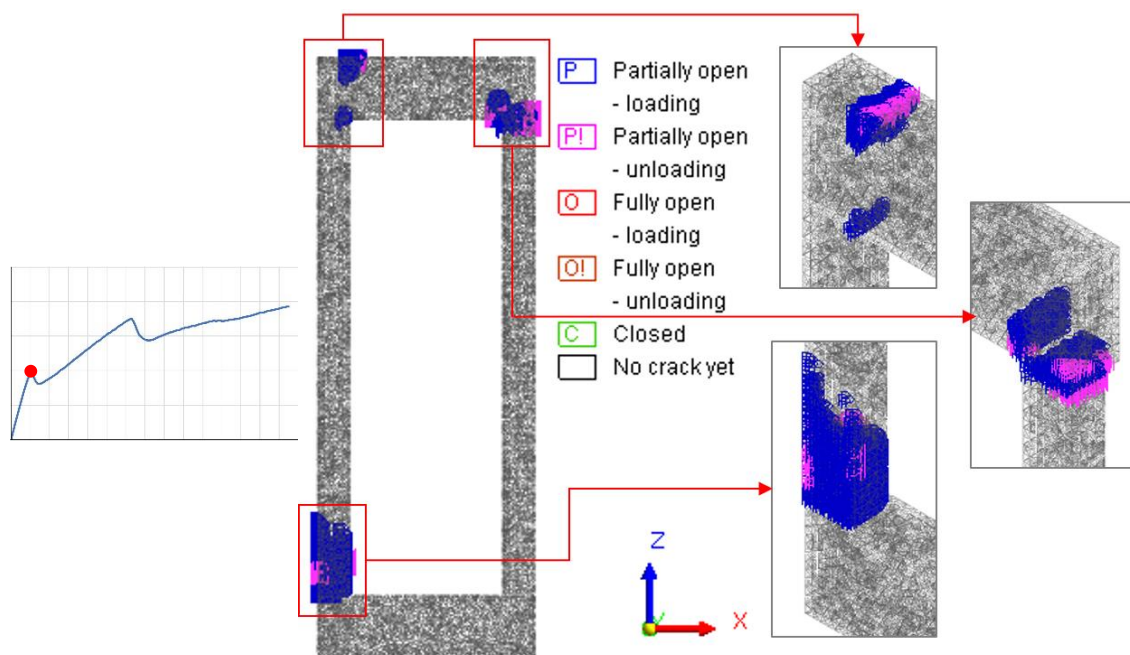 P Partially open
- loading
P! Partially open
- unloading
O Fully open
- loading
O! Fully open
- unloading
C Closed
No crack yet
Z
Y
X